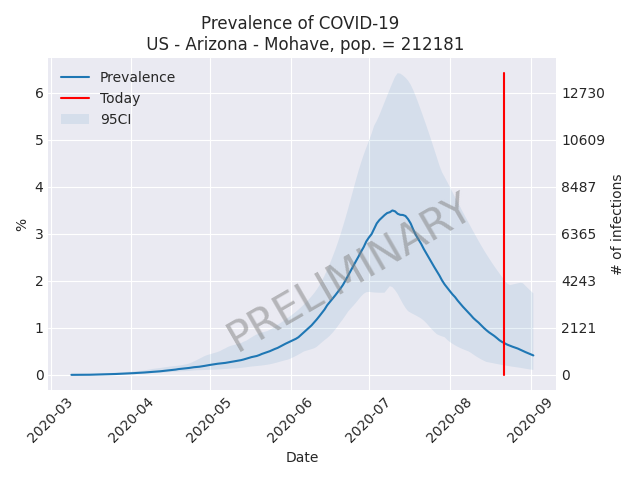 Prevalence of COVID-19
US - Arizona - Mohave, pop. = 212181
Prevalence
Today
95CI
6
5
4
3
2
1
0
%
12730
10609
8487
6365
4243
2121
0
# of infections
PRELIMINARY
2020-03
2020-04
2020-05
2020-06
2020-07
2020-08
2020-09
Date